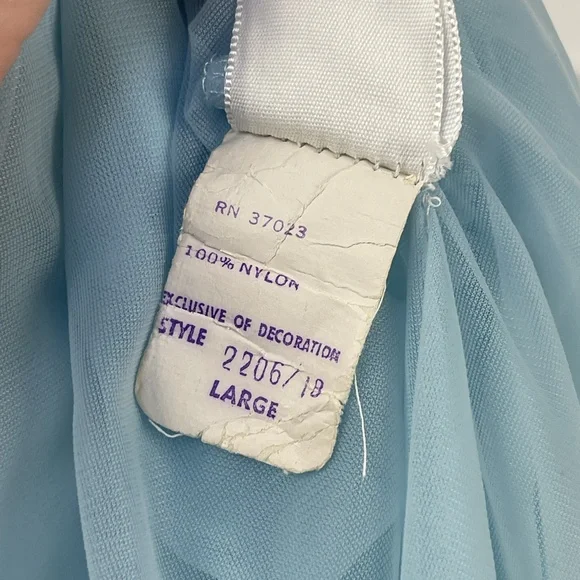 RN 37023
100% NYLON
EXCLUSIVE OF DECORATION
STYLE 2206/18
LARGE